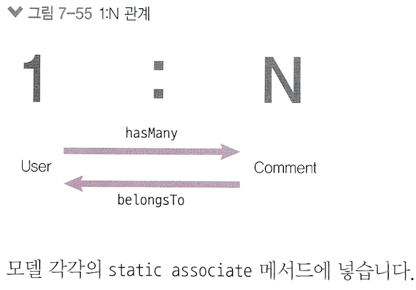 그림 7-55 1:N 관계
1 : N
hasMany
User Comment
belongsTo
모델 각각의 static associate 메서드에 넣습니다.